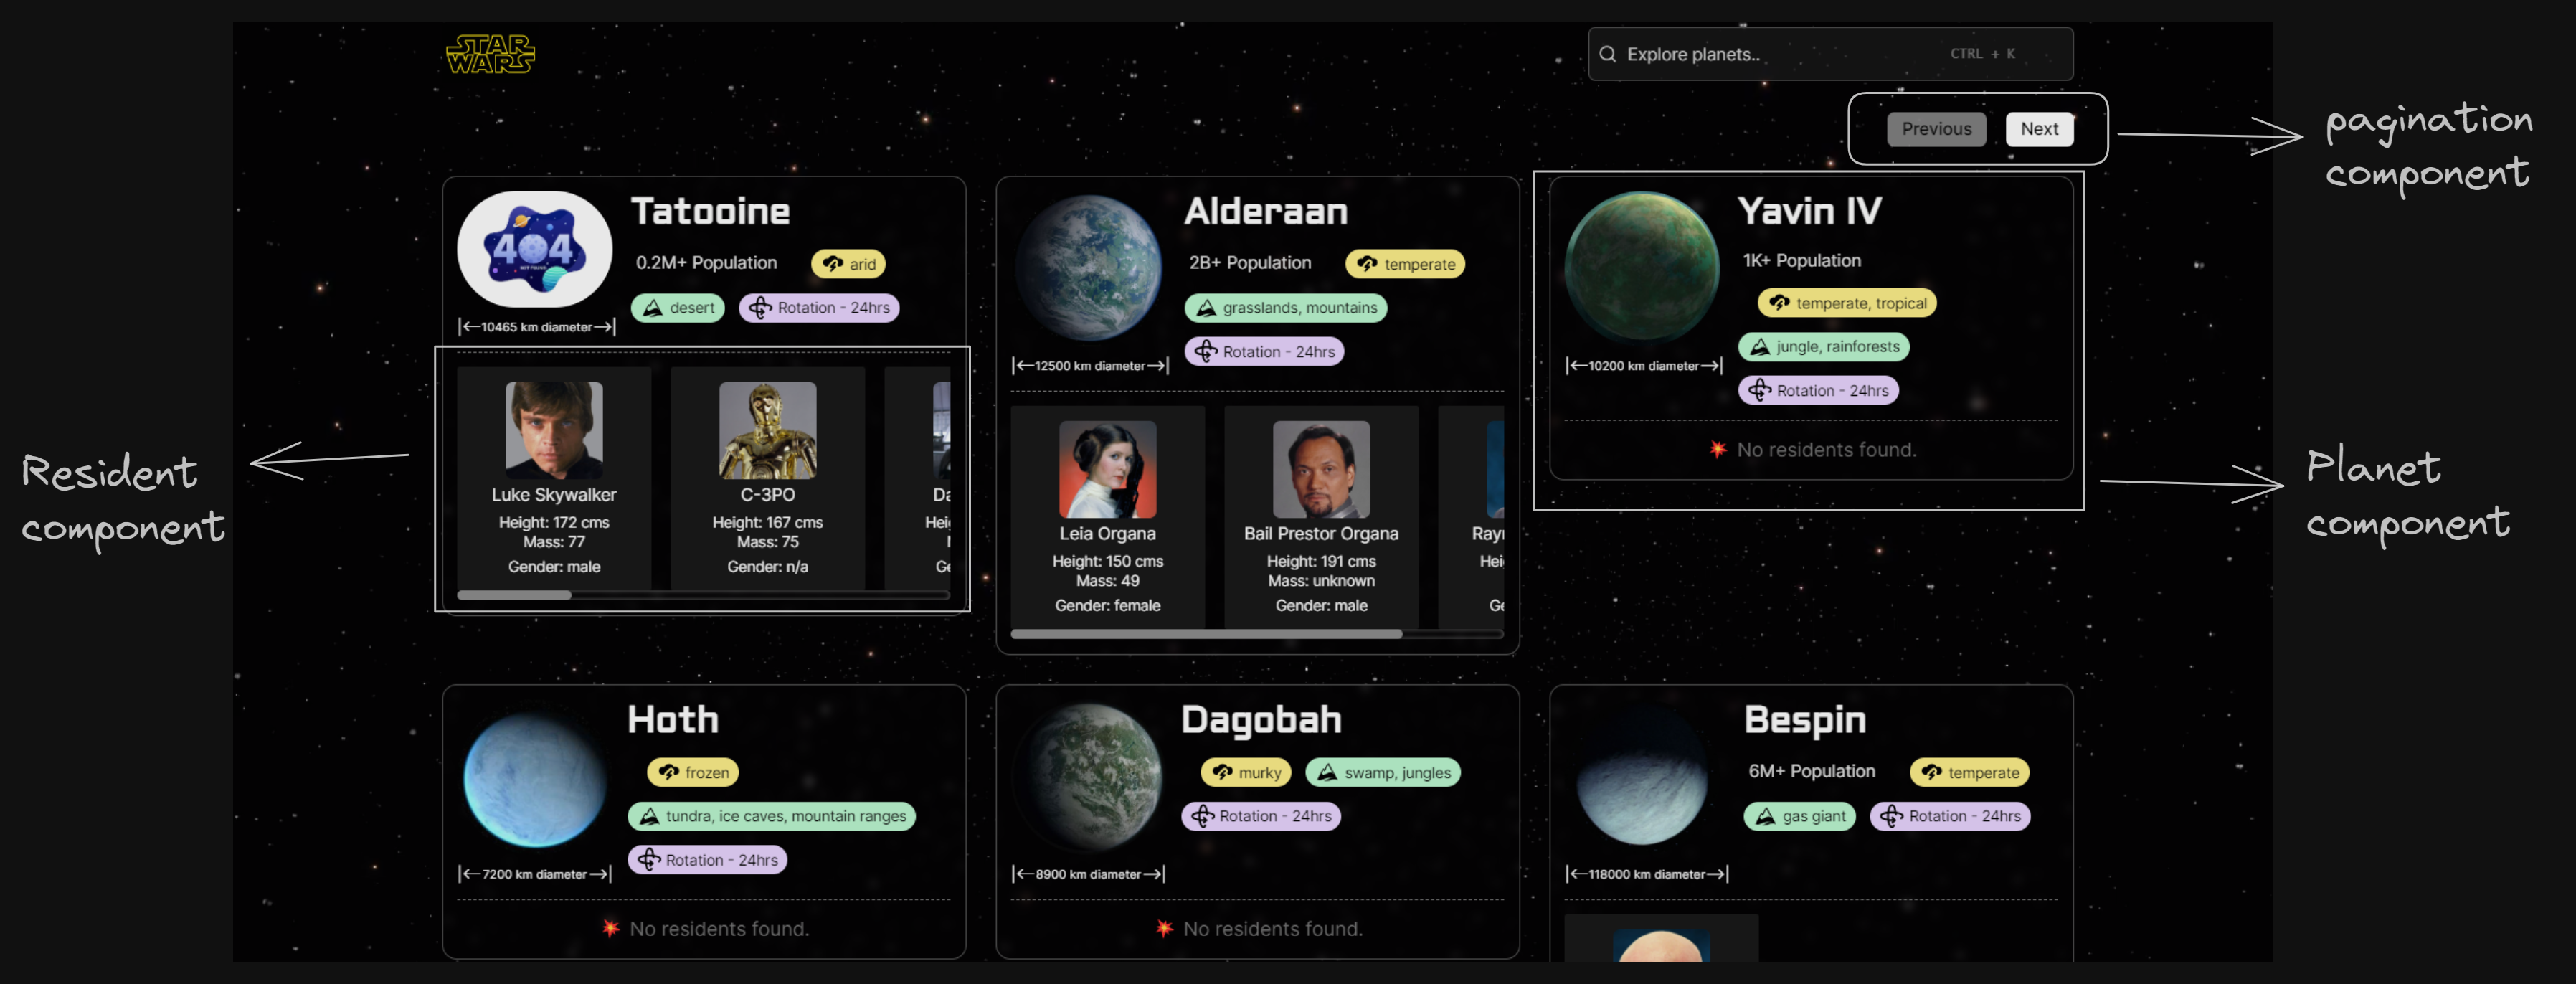 STAR
WARS
Explore planets..
CTRL + K
Previous
Next
pagination
component
Tatooine
0.2M+ Population
arid
desert
Rotation - 24hrs
404
NOT FOUND
|←10465 km diameter→|
Luke Skywalker
Height: 172 cms
Mass: 77
Gender: male
C-3PO
Height: 167 cms
Mass: 75
Gender: n/a
Da
Hei
Ge
Resident
component
Alderaan
2B+ Population
temperate
grasslands, mountains
Rotation - 24hrs
|←12500 km diameter→|
Leia Organa
Height: 150 cms
Mass: 49
Gender: female
Bail Prestor Organa
Height: 191 cms
Mass: unknown
Gender: male
Ray
Hei
Ge
Yavin IV
1K+ Population
temperate, tropical
jungle, rainforests
Rotation - 24hrs
|←10200 km diameter→|
No residents found.
Planet
component
Hoth
frozen
tundra, ice caves, mountain ranges
Rotation - 24hrs
|←7200 km diameter→|
No residents found.
Dagobah
murky
swamp, jungles
Rotation - 24hrs
|←8900 km diameter→|
No residents found.
Bespin
6M+ Population
temperate
gas giant
Rotation - 24hrs
|←118000 km diameter→|